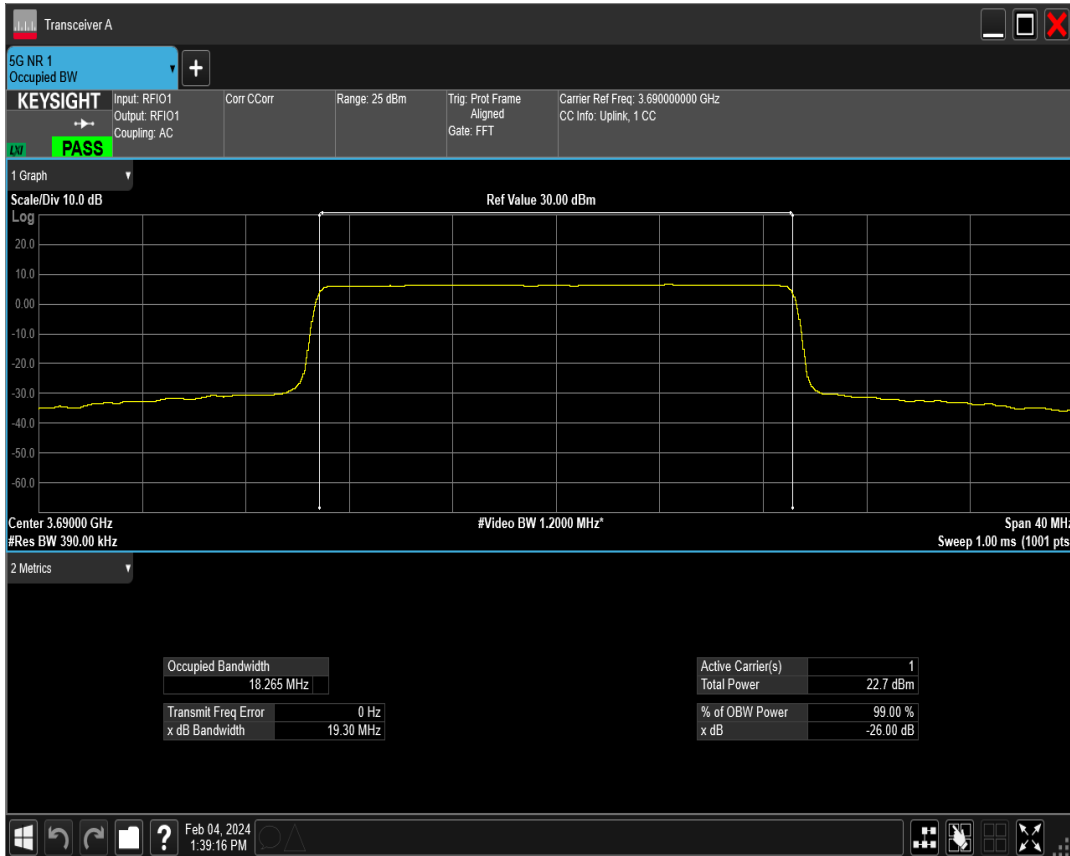 Transceiver A
5G NR 1
Occupied BW
+
KEYSIGHT
LXI
PASS
Input: RFIO1
Output: RFIO1
Coupling: AC
Corr CCorr
Range: 25 dBm
Trig: Prot Frame
Aligned
Gate: FFT
Carrier Ref Freq: 3.690000000 GHz
CC Info: Uplink, 1 CC
1 Graph
Scale/Div 10.0 dB
Ref Value 30.00 dBm
Log
20.0
10.0
0.00
-10.0
-20.0
-30.0
-40.0
-50.0
-60.0
Center 3.69000 GHz
#Video BW 1.2000 MHz*
Span 40 MHz
#Res BW 390.00 kHz
Sweep 1.00 ms (1001 pts
2 Metrics
Occupied Bandwidth
18.265 MHz
Transmit Freq Error 0 Hz
x dB Bandwidth 19.30 MHz
Active Carrier(s) 1
Total Power 22.7 dBm
% of OBW Power 99.00 %
x dB -26.00 dB
?
Feb 04, 2024
1:39:16 PM